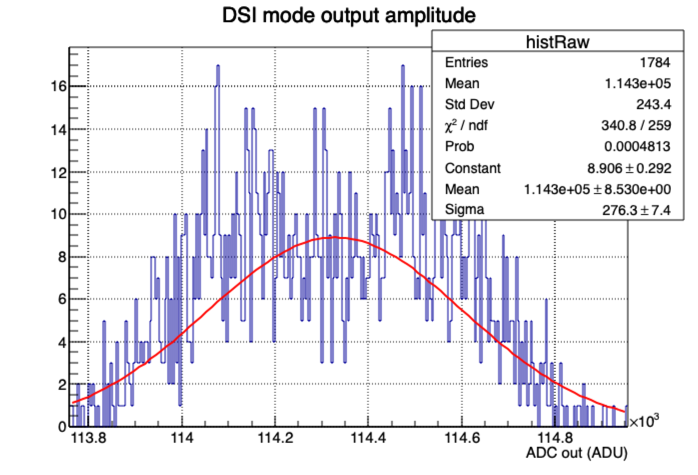 DSI mode output amplitude
histRaw
Entries 1784
Mean 1.143e+05
Std Dev 243.4
χ² / ndf 340.8 / 259
Prob 0.0004813
Constant 8.906 ± 0.292
Mean 1.143e+05 ± 8.530e+00
Sigma 276.3 ± 7.4
16
14
12
10
8
6
4
2
0
113.8 114 114.2 114.4 114.6 114.8 ×10³
ADC out (ADU)